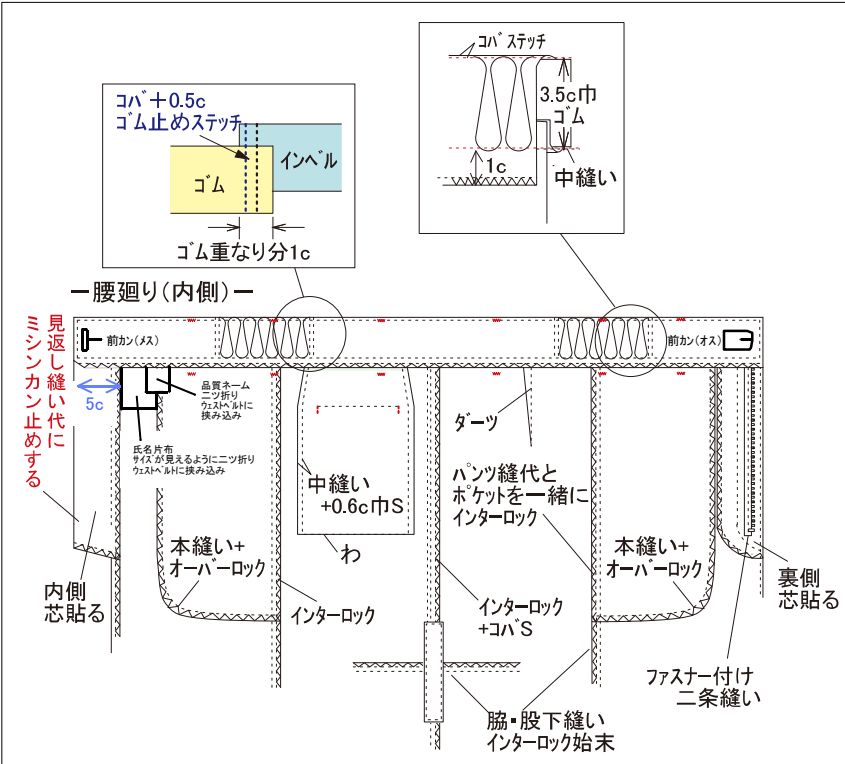 コバ+0.5c
ゴム止めステッチ
インベル
ゴム
ゴム重なり分1c
コバステッチ
3.5c巾
ゴム
1c
中縫い
ー腰廻り(内側)ー
見返し縫い代に
ミシンカン止めする
前カン(メス)
前カン(オス)
5c
品質ネーム
二ツ折り
ウェストベルトに
挟み込み
氏名片布
サイズが見えるように二ツ折り
ウェストベルトに挟み込み
中縫い
+0.6c巾S
わ
ダーツ
パンツ縫代と
ポケットを一緒に
インターロック
本縫い+
オーバーロック
本縫い+
オーバーロック
内側
芯貼る
インターロック
インターロック
+コバS
裏側
芯貼る
ファスナー付け
二条縫い
脇・股下縫い
インターロック始末